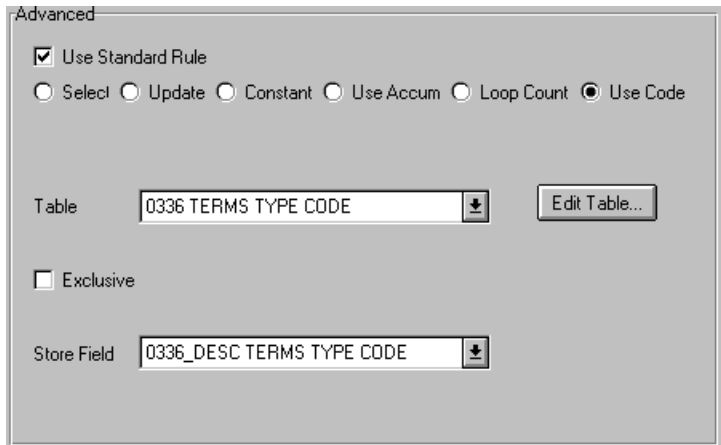 Advanced
Use Standard Rule
Select Update Constant Use Accum Loop Count Use Code
Table 0336 TERMS TYPE CODE Edit Table...
Exclusive
Store Field 0336_DESC TERMS TYPE CODE